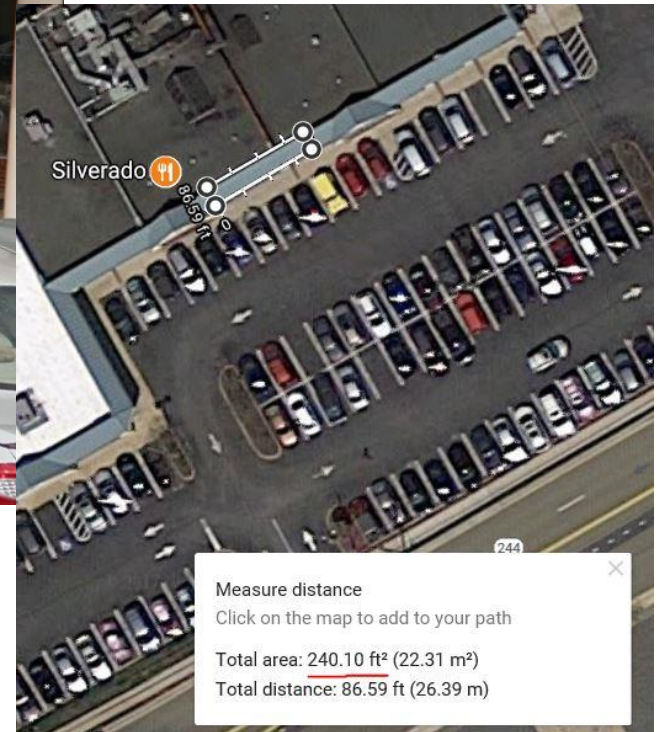 Silverado
86.59 ft
0
244
Measure distance
Click on the map to add to your path
Total area: 240.10 ft² (22.31 m²)
Total distance: 86.59 ft (26.39 m)